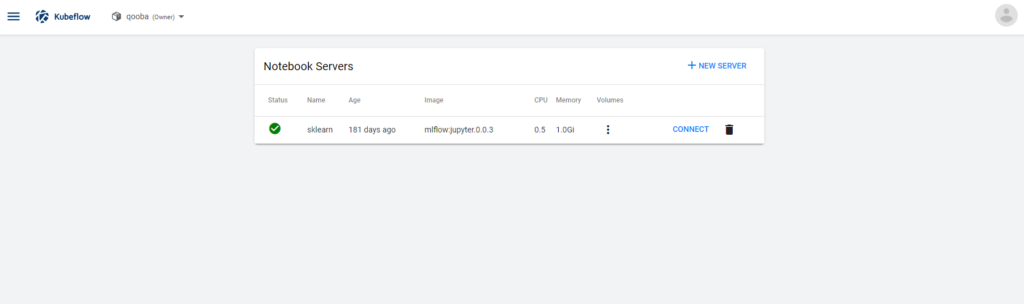 Kubeflow qooba (Owner)
Notebook Servers + NEW SERVER
Status Name Age Image CPU Memory Volumes
sklearn 181 days ago mlflow:jupyter.0.0.3 0.5 1.0Gi CONNECT